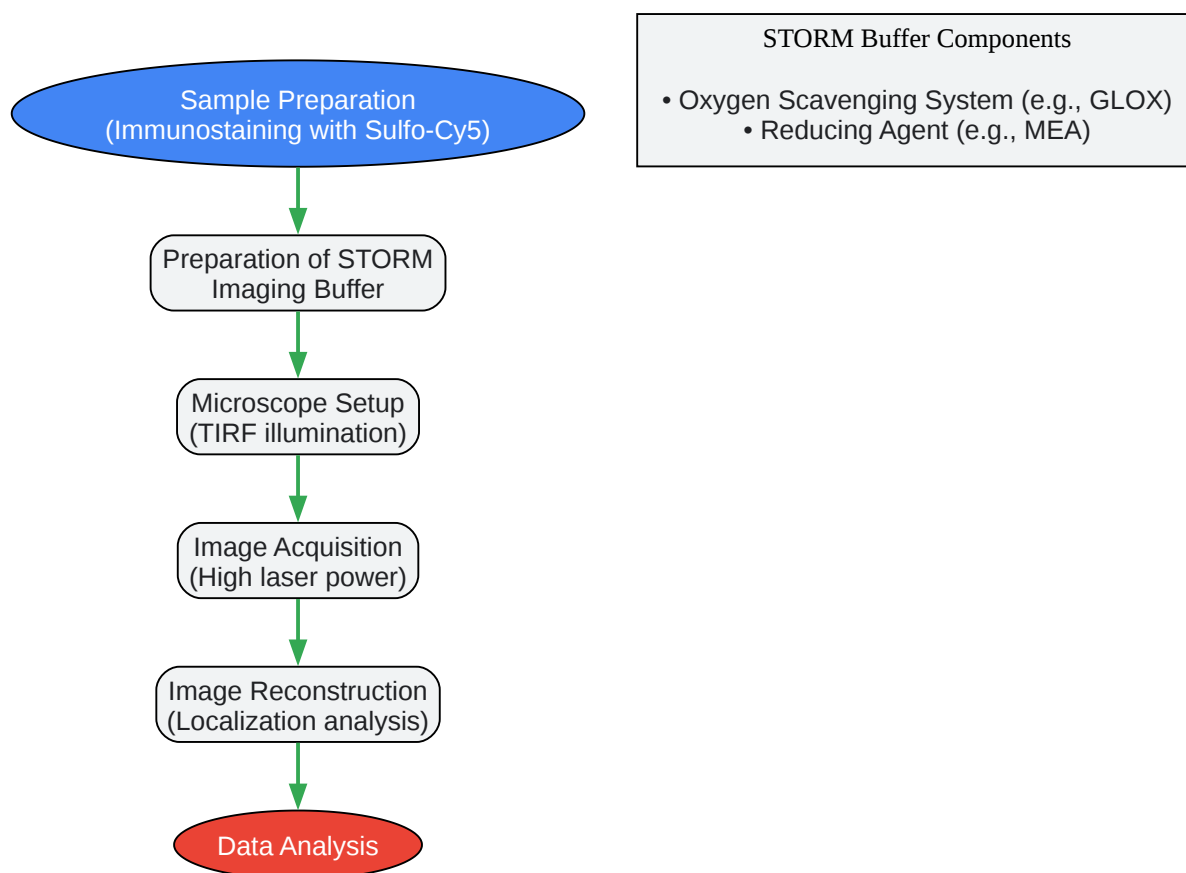 Sample Preparation
(Immunostaining with Sulfo-Cy5)
Preparation of STORM
Imaging Buffer
Microscope Setup
(TIRF illumination)
Image Acquisition
(High laser power)
Image Reconstruction
(Localization analysis)
Data Analysis
STORM Buffer Components
• Oxygen Scavenging System (e.g., GLOX)
• Reducing Agent (e.g., MEA)